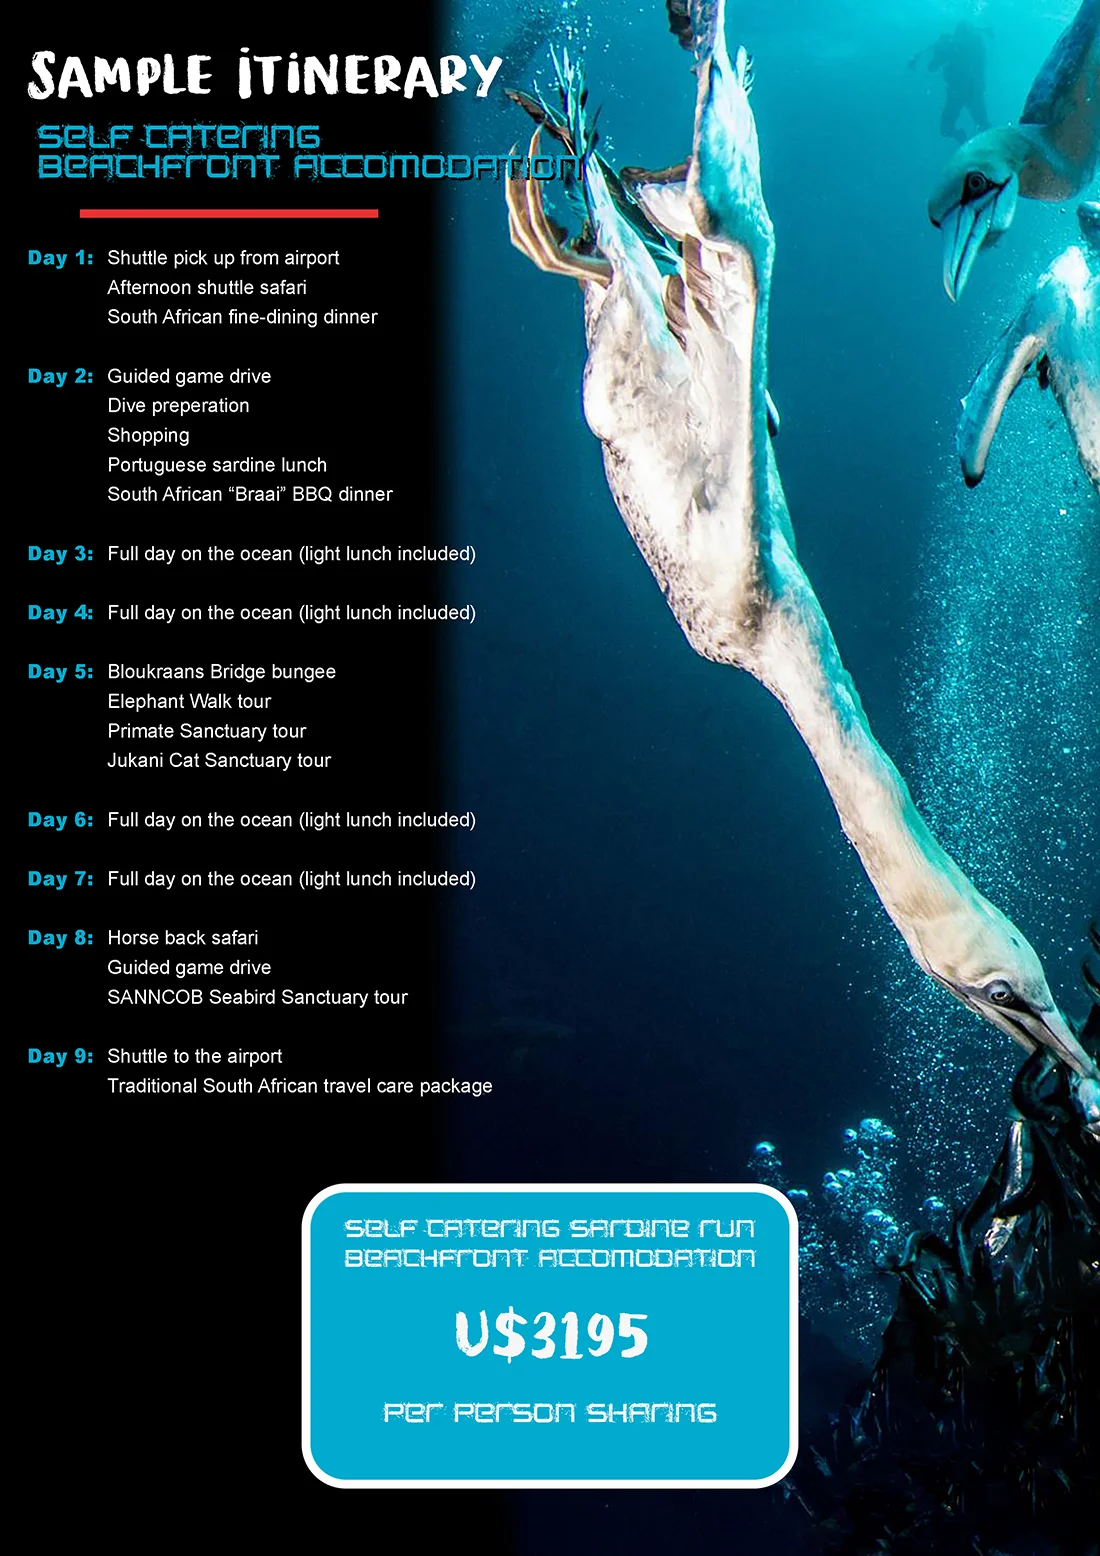 SAMPLE iTiNERARY
SELF CATERING
BEACHFRONT ACCOMODATION
Day 1: Shuttle pick up from airport
Afternoon shuttle safari
South African fine-dining dinner
Day 2: Guided game drive
Dive preperation
Shopping
Portuguese sardine lunch
South African “Braai” BBQ dinner
Day 3: Full day on the ocean (light lunch included)
Day 4: Full day on the ocean (light lunch included)
Day 5: Bloukraans Bridge bungee
Elephant Walk tour
Primate Sanctuary tour
Jukani Cat Sanctuary tour
Day 6: Full day on the ocean (light lunch included)
Day 7: Full day on the ocean (light lunch included)
Day 8: Horse back safari
Guided game drive
SANNCOB Seabird Sanctuary tour
Day 9: Shuttle to the airport
Traditional South African travel care package
SELF CATERING SARDINE RUN
BEACHFRONT ACCOMODATION
U$3195
PER PERSON SHARING